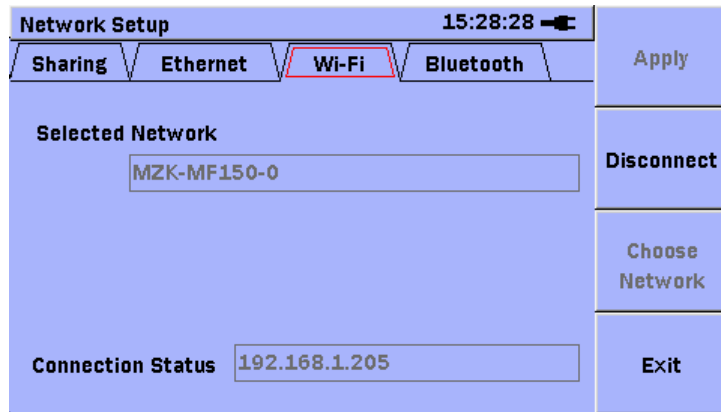 Network Setup 15:28:28
Sharing Ethernet Wi-Fi Bluetooth
Apply
Selected Network
MZK-MF150-0
Disconnect
Choose
Network
Connection Status 192.168.1.205
Exit